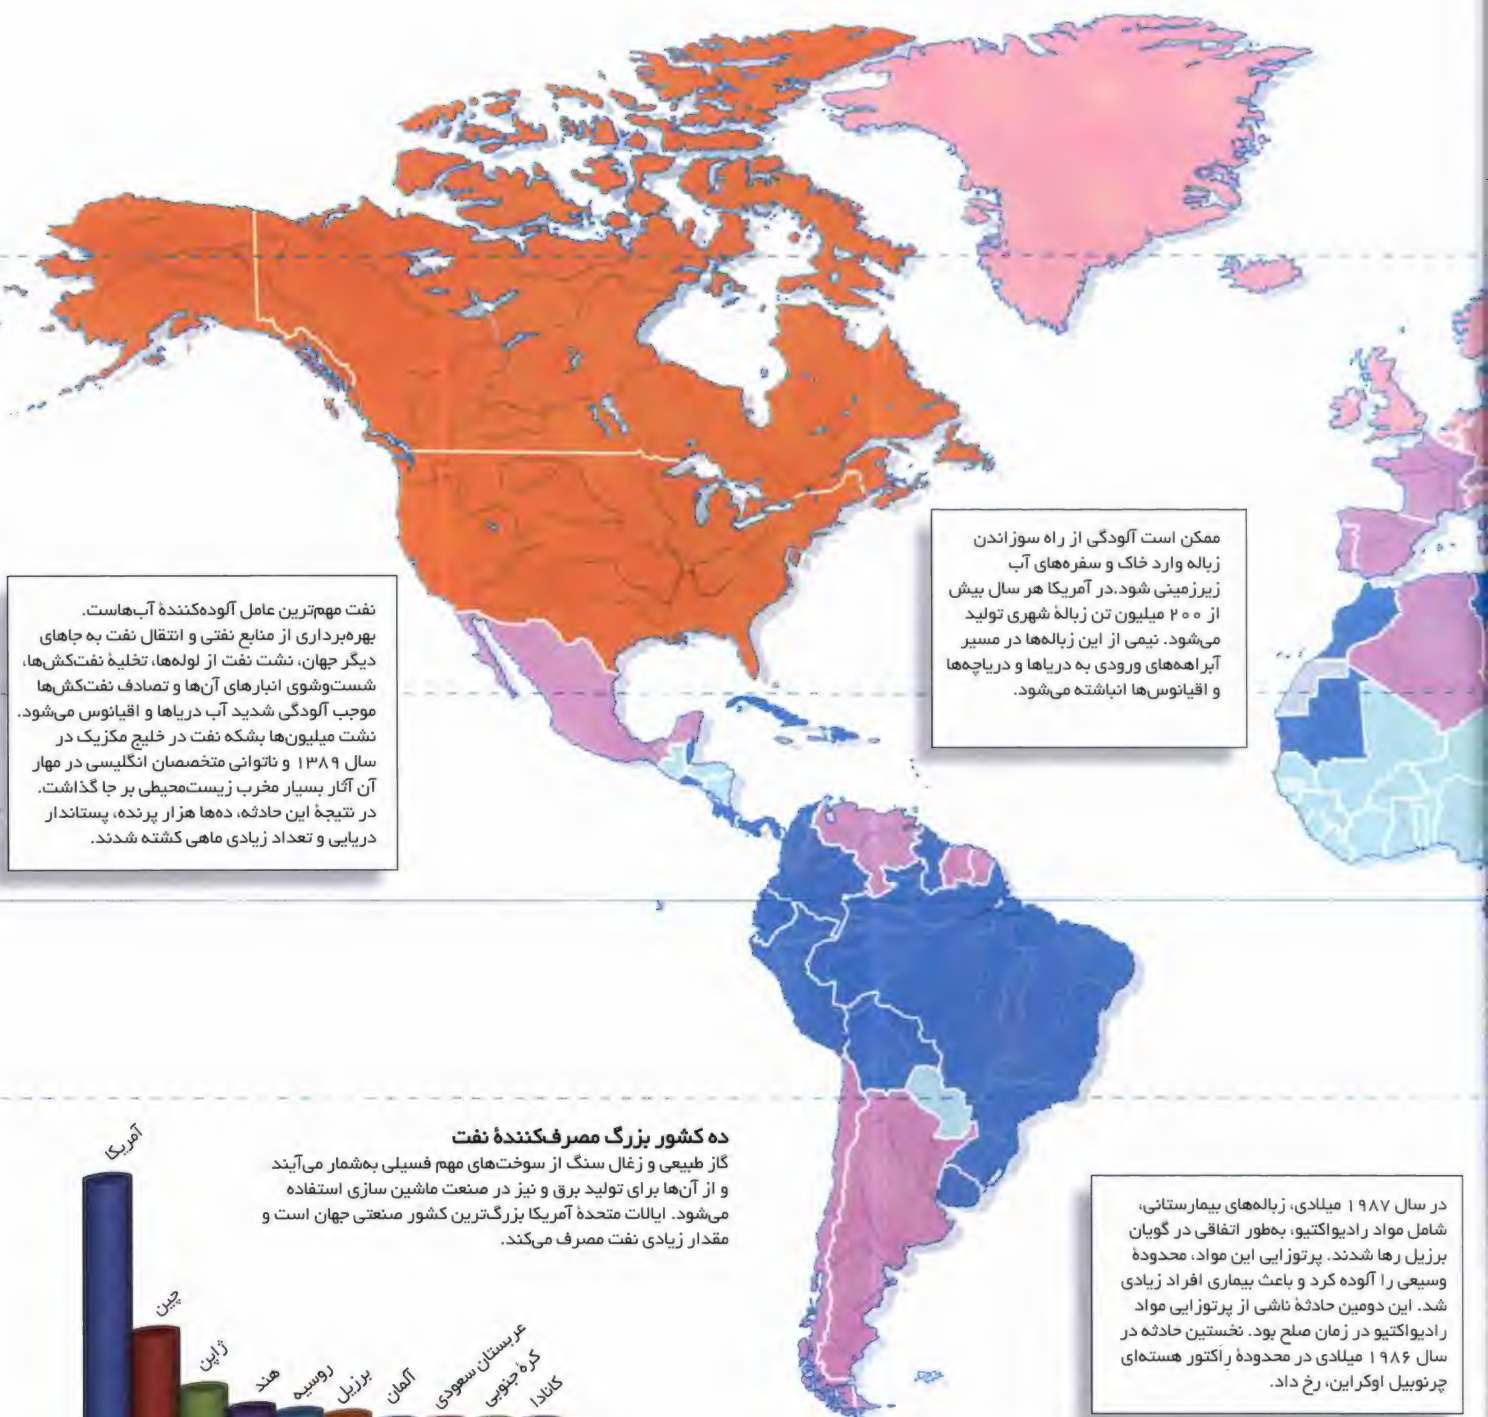 ممکن است آلودگی از راه سوزاندن
زباله وارد خاک و سفره‌های آب
زیرزمینی شود.در آمریکا هر سال بیش
از ۲۰۰ میلیون تن زبالهٔ شهری تولید
می‌شود. نیمی از این زباله‌ها در مسیر
آبراهه‌های ورودی به دریاها و دریاچه‌ها
و اقیانوس‌ها انباشته می‌شود.
نفت مهم‌ترین عامل آلوده‌کنندهٔ آب‌هاست.
بهره‌برداری از منابع نفتی و انتقال نفت به جاهای
دیگر جهان، نشت نفت از لوله‌ها، تخلیهٔ نفت‌کش‌ها،
شست‌وشوی انبارهای آن‌ها و تصادف نفت‌کش‌ها
موجب آلودگی شدید آب دریاها و اقیانوس می‌شود.
نشت میلیون‌ها بشکه نفت در خلیج مکزیک در
سال ۱۳۸۹ و ناتوانی متخصصان انگلیسی در مهار
آن آثار بسیار مخرب زیست‌محیطی بر جا گذاشت.
در نتیجهٔ این حادثه، ده‌ها هزار پرنده، پستاندار
دریایی و تعداد زیادی ماهی کشته شدند.
ده کشور بزرگ مصرف‌کنندهٔ نفت
گاز طبیعی و زغال سنگ از سوخت‌های مهم فسیلی به‌شمار می‌آیند
و از آن‌ها برای تولید برق و نیز در صنعت ماشین سازی استفاده
می‌شود. ایالات متحدهٔ آمریکا بزرگ‌ترین کشور صنعتی جهان است و
مقدار زیادی نفت مصرف می‌کند.
آمریکا
چین
ژاپن
هند
روسیه
برزیل
آلمان
عربستان سعودی
کرهٔ جنوبی
کانادا
در سال ۱۹۸۷ میلادی، زباله‌های بیمارستانی،
شامل مواد رادیواکتیو، به‌طور اتفاقی در گویان
برزیل رها شدند. پرتوزایی این مواد، محدودهٔ
وسیعی را آلوده کرد و باعث بیماری افراد زیادی
شد. این دومین حادثهٔ ناشی از پرتوزایی مواد
رادیواکتیو در زمان صلح بود. نخستین حادثه در
سال ۱۹۸۶ میلادی در محدودهٔ رِآکتور هسته‌ای
چرنوبیل اوکراین، رخ داد.